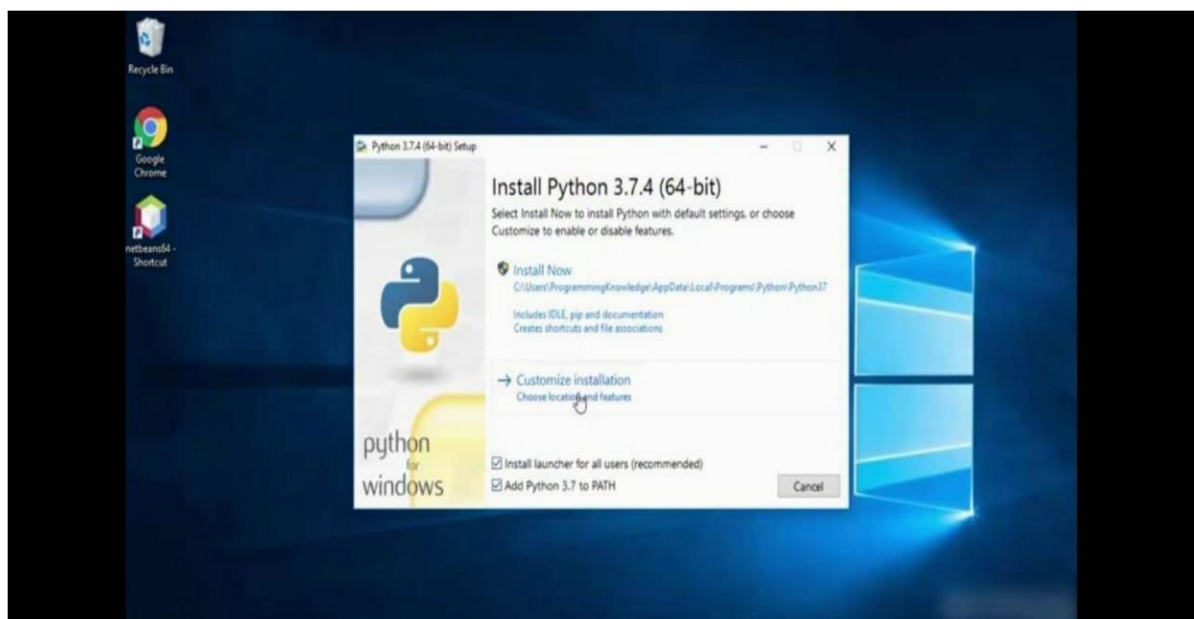 Recycle Bin
Google
Chrome
netbeans64 -
Shortcut
Python 3.7.4 (64-bit) Setup
Install Python 3.7.4 (64-bit)
Select Install Now to install Python with default settings, or choose
Customize to enable or disable features.
Install Now
C:\Users\ProgrammingKnowledge\AppData\Local\Programs\Python\Python37
Includes IDLE, pip and documentation
Creates shortcuts and file associations
Customize installation
Choose location and features
python
for
windows
Install launcher for all users (recommended)
Add Python 3.7 to PATH
Cancel